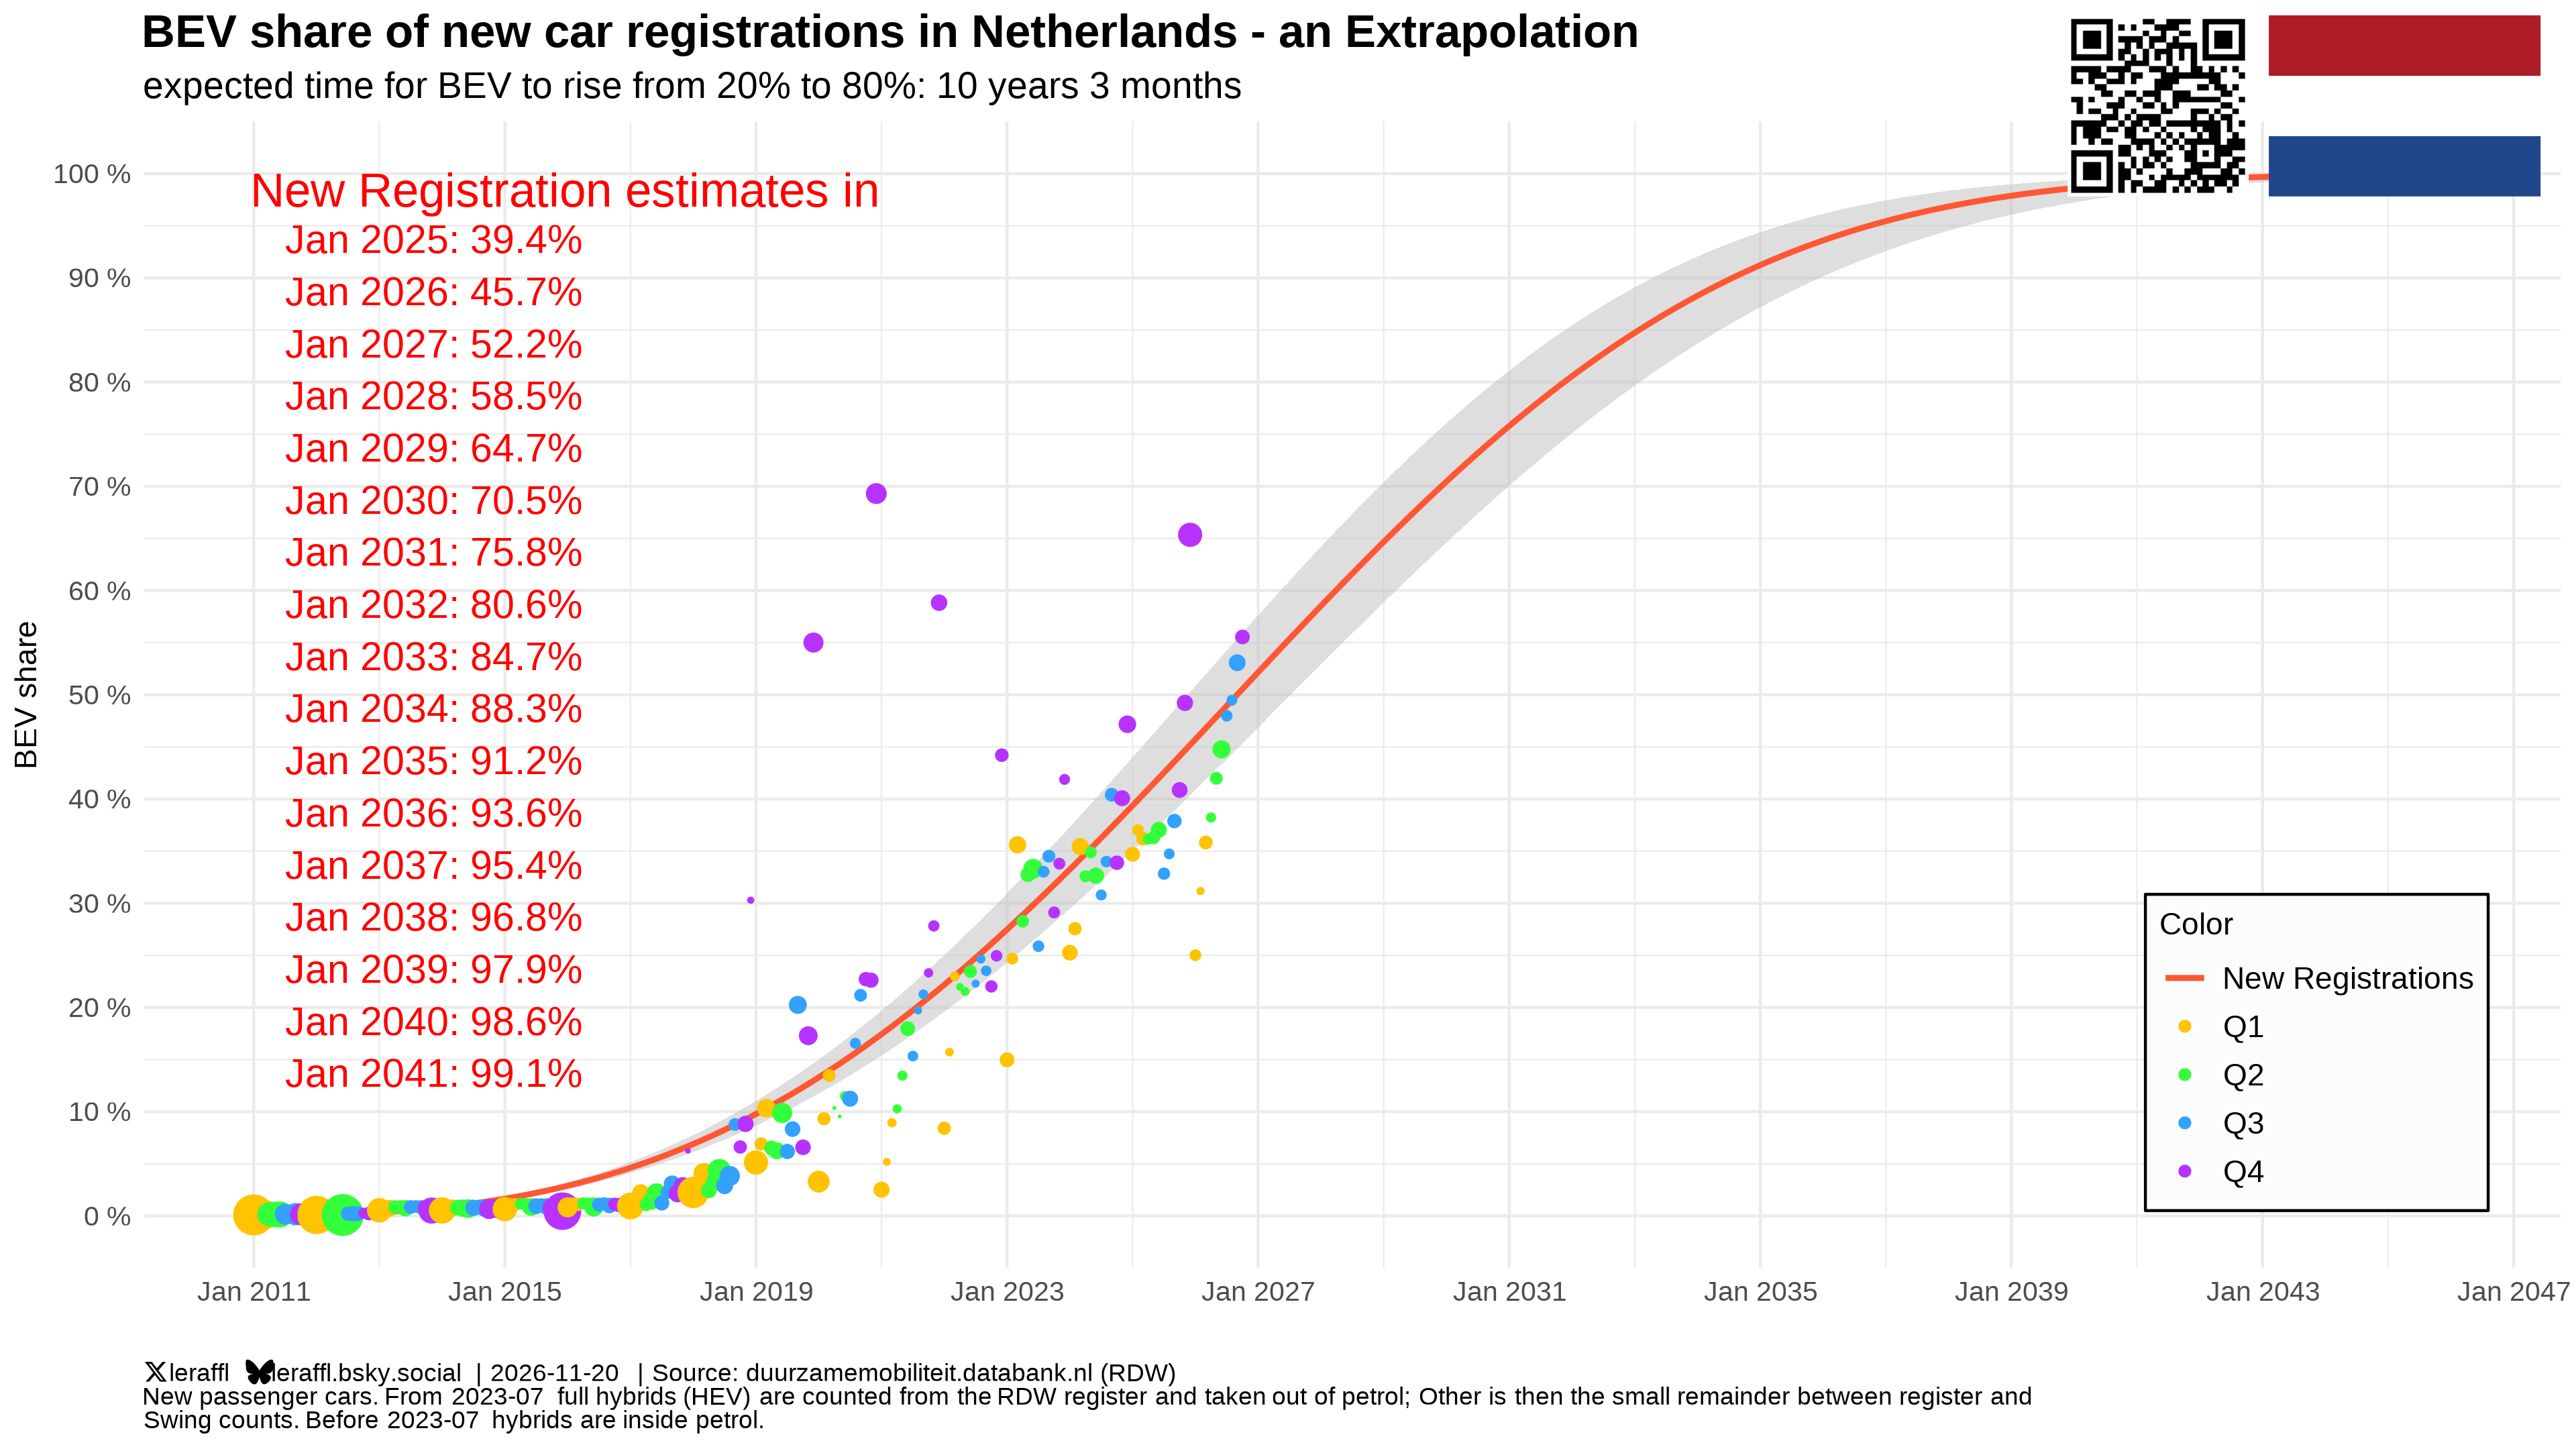 BEV share of new car registrations in Netherlands - an Extrapolation
expected time for BEV to rise from 20% to 80%: 10 years 3 months
New Registration estimates in
Jan 2025: 39.4%
Jan 2026: 45.7%
Jan 2027: 52.2%
Jan 2028: 58.5%
Jan 2029: 64.7%
Jan 2030: 70.5%
Jan 2031: 75.8%
Jan 2032: 80.6%
Jan 2033: 84.7%
Jan 2034: 88.3%
Jan 2035: 91.2%
Jan 2036: 93.6%
Jan 2037: 95.4%
Jan 2038: 96.8%
Jan 2039: 97.9%
Jan 2040: 98.6%
Jan 2041: 99.1%
BEV share
100 %
90 %
80 %
70 %
60 %
50 %
40 %
30 %
20 %
10 %
0 %
Jan 2011 Jan 2015 Jan 2019 Jan 2023 Jan 2027 Jan 2031 Jan 2035 Jan 2039 Jan 2043 Jan 2047
Color
New Registrations
Q1
Q2
Q3
Q4
leraffl leraffl.bsky.social | 2026-11-20 | Source: duurzamemobiliteit.databank.nl (RDW)
New passenger cars. From 2023-07 full hybrids (HEV) are counted from the RDW register and taken out of petrol; Other is then the small remainder between register and
Swing counts. Before 2023-07 hybrids are inside petrol.